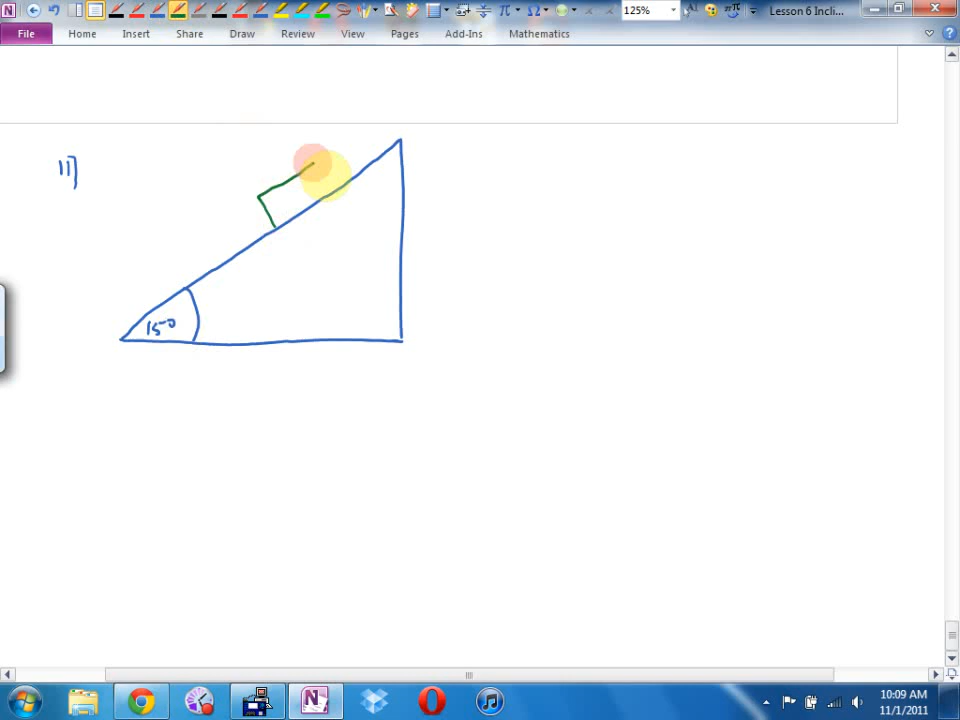 125%
Lesson 6 Incli...
File Home Insert Share Draw Review View Pages Add-Ins Mathematics
11)
15°
10:09 AM
11/1/2011